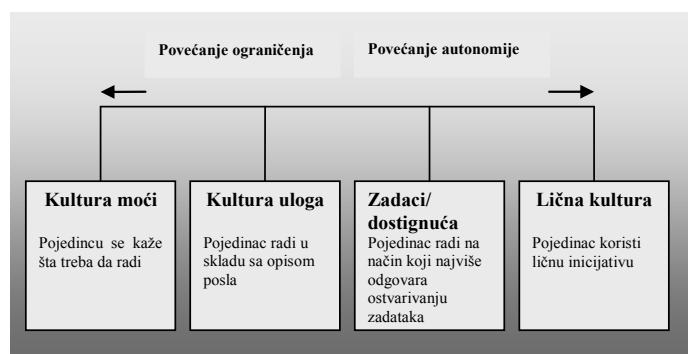 Povećanje ograničenja
Povećanje autonomije
Kultura moći
Pojedincu se kaže
šta treba da radi
Kultura uloga
Pojedinac radi u
skladu sa opisom
posla
Zadaci/
dostignuća
Pojedinac radi na
način koji najviše
odgovara
ostvarivanju
zadataka
Lična kultura
Pojedinac koristi
ličnu inicijativu